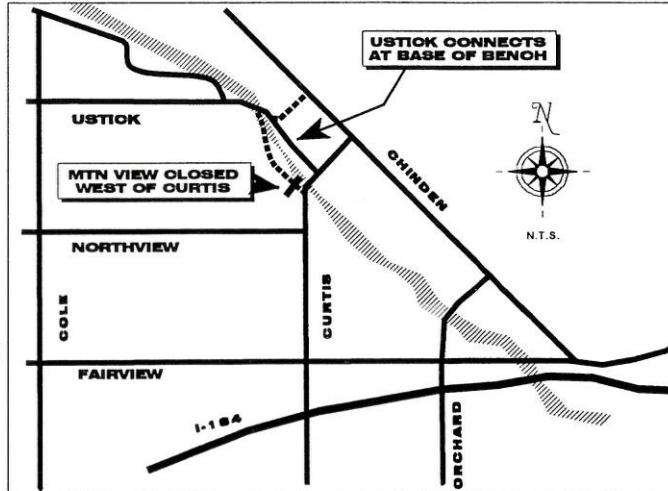 USTICK CONNECTS
AT BASE OF BENCH
N
USTICK
CHINDEN
MTN VIEW CLOSED
WEST OF CURTIS
N.T.S.
NORTHVIEW
COLE
CURTIS
FAIRVIEW
I-184
ORCHARD